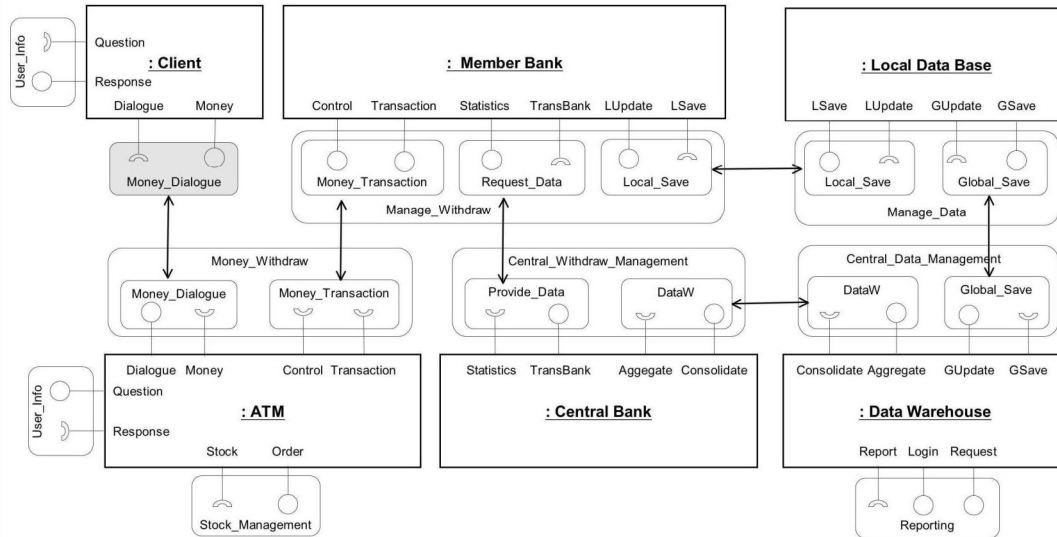 User_Info
Question
Response
: Client
Dialogue Money
Money_Dialogue
: Member Bank
Control Transaction Statistics TransBank LUpdate LSave
Money_Transaction Request_Data Local_Save
Manage_Withdraw
: Local Data Base
LSave LUpdate GUpdate GSave
Local_Save Global_Save
Manage_Data
Money_Withdraw
Money_Dialogue Money_Transaction
Central_Withdraw_Management
Provide_Data DataW
Central_Data_Management
DataW Global_Save
Dialogue Money Control Transaction
User_Info
Question
Response
: ATM
Stock Order
Stock_Management
Statistics TransBank Aggegate Consolidate
: Central Bank
Consolidate Aggregate GUpdate GSave
: Data Warehouse
Report Login Request
Reporting